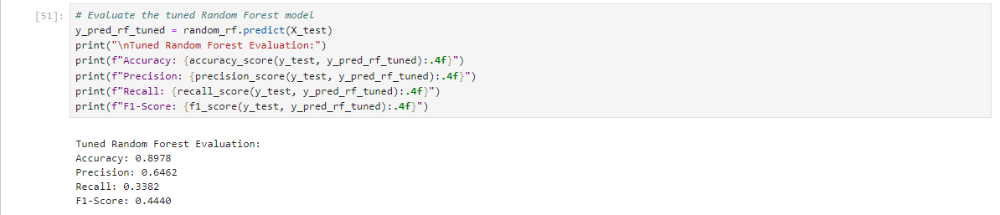 [51]:
# Evaluate the tuned Random Forest model
y_pred_rf_tuned = random_rf.predict(X_test)
print("\nTuned Random Forest Evaluation:")
print(f"Accuracy: {accuracy_score(y_test, y_pred_rf_tuned):.4f}")
print(f"Precision: {precision_score(y_test, y_pred_rf_tuned):.4f}")
print(f"Recall: {recall_score(y_test, y_pred_rf_tuned):.4f}")
print(f"F1-Score: {f1_score(y_test, y_pred_rf_tuned):.4f}")
Tuned Random Forest Evaluation:
Accuracy: 0.8978
Precision: 0.6462
Recall: 0.3382
F1-Score: 0.4440